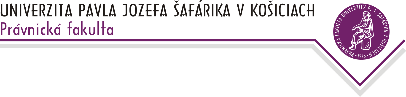 UNIVERZITA PAVLA JOZEFA ŠAFÁRIKA V KOŠICIACH
Právnická fakulta